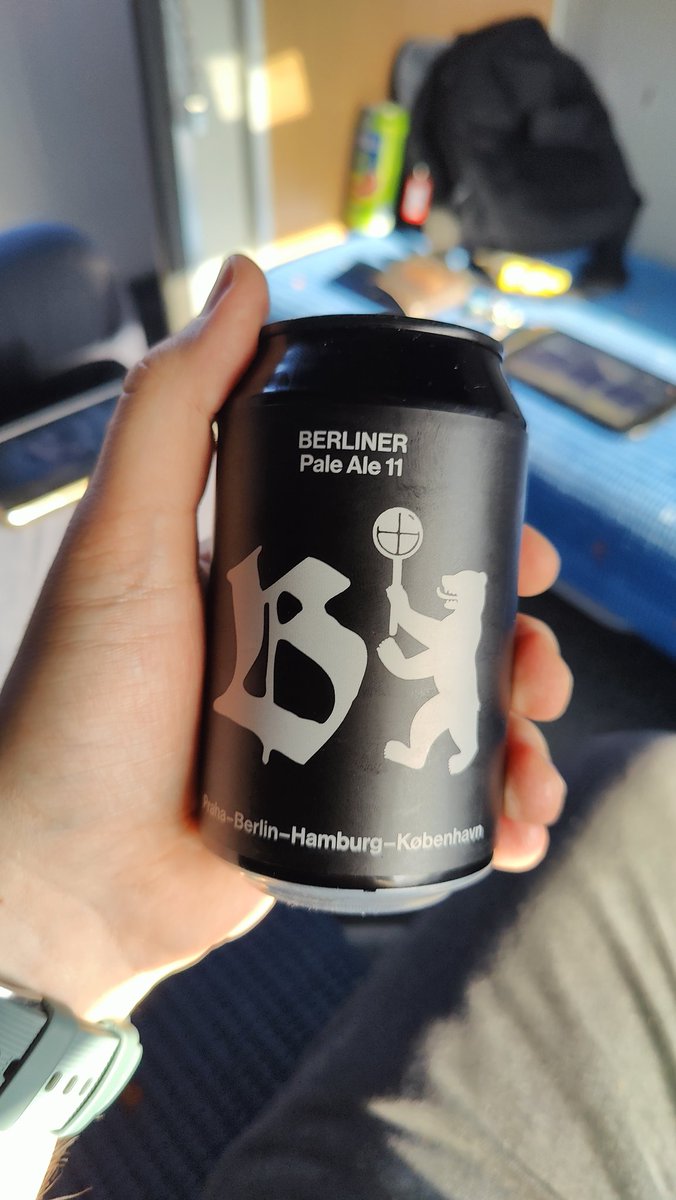 BERLINER
Pale Ale 11
B
Praha–Berlin–Hamburg–København